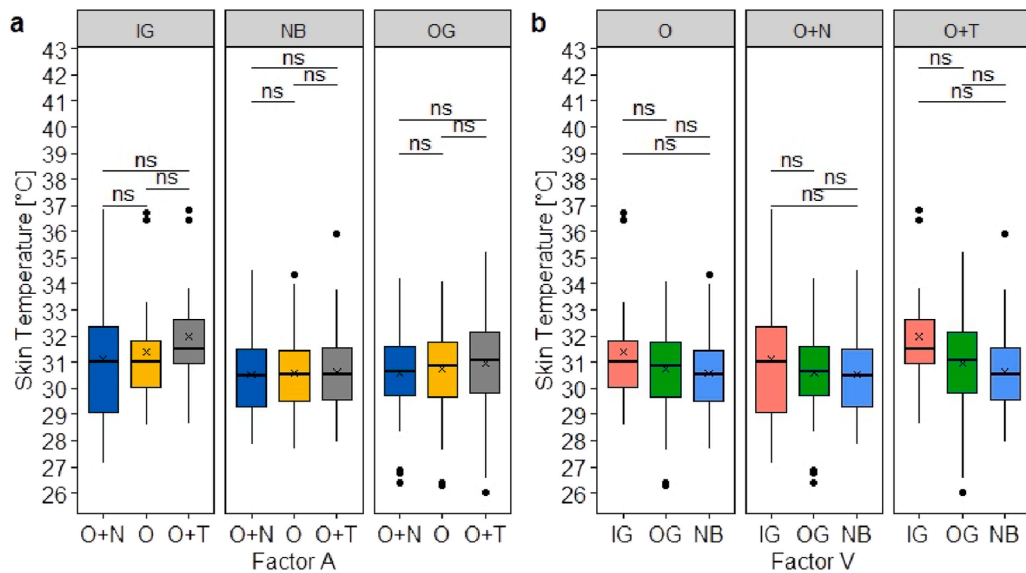 a
IG
NB
OG
Skin Temperature [°C]
43
42
41
40
39
38
37
36
35
34
33
32
31
30
29
28
27
26
ns
ns
ns
ns
ns
ns
ns
ns
ns
O+N O O+T
O+N O O+T
O+N O O+T
Factor A
b
O
O+N
O+T
Skin Temperature [°C]
43
42
41
40
39
38
37
36
35
34
33
32
31
30
29
28
27
26
ns
ns
ns
ns
ns
ns
ns
ns
ns
IG OG NB
IG OG NB
IG OG NB
Factor V